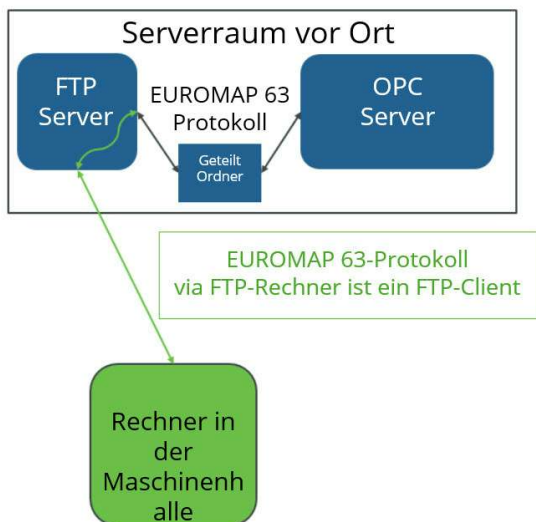 Serverraum vor Ort
FTP
Server
EUROMAP 63
Protokoll
OPC
Server
Geteilt
Ordner
EUROMAP 63-Protokoll
via FTP-Rechner ist ein FTP-Client
Rechner in
der
Maschinenh
alle